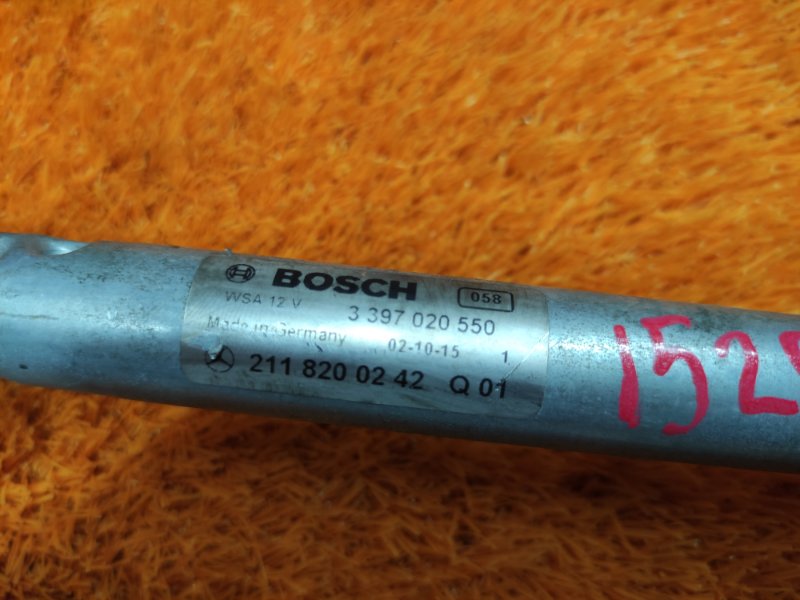 BOSCH 058
WSA 12 V 3 397 020 550
Made in Germany 02-10-15 1
211 820 02 42 Q 01
152